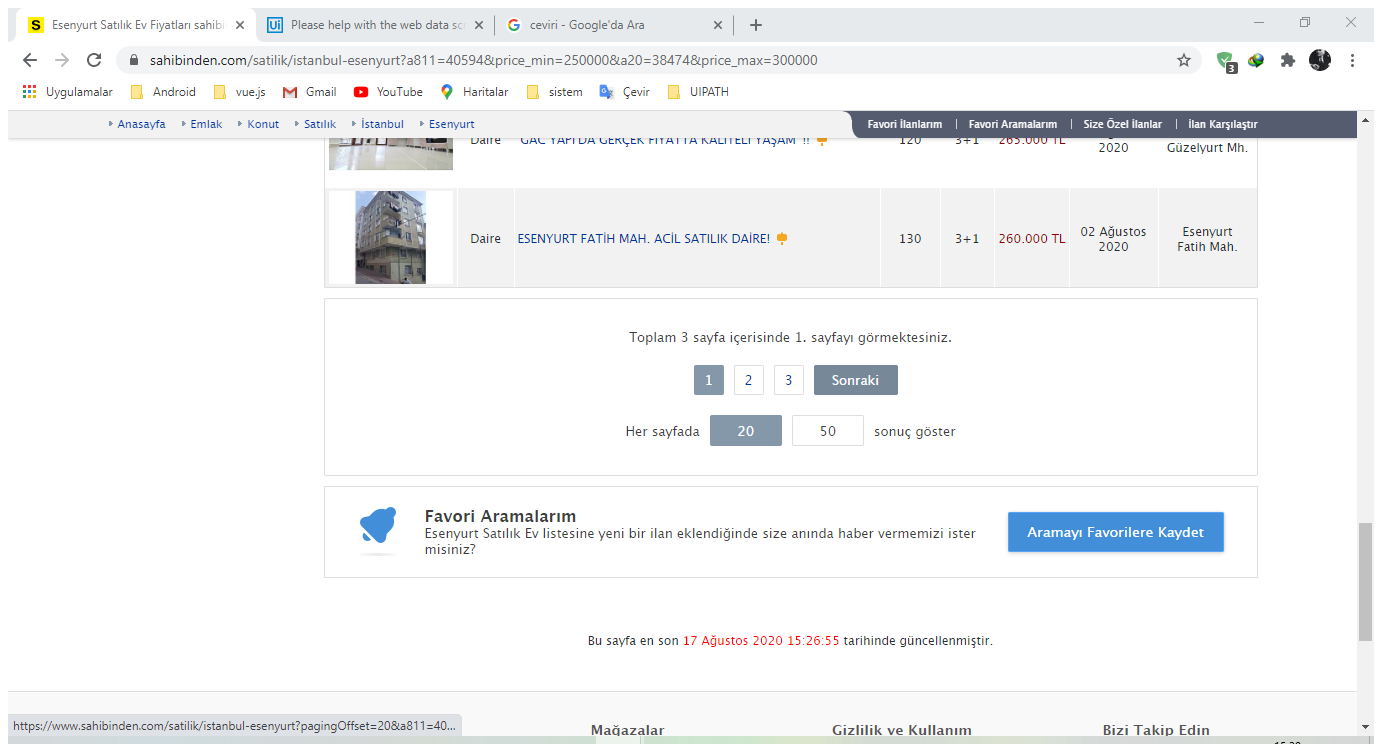 S Esenyurt Satılık Ev Fiyatları sahibi
Ui Please help with the web data scr
G ceviri - Google'da Ara
sahibinden.com/satilik/istanbul-esenyurt?a811=40594&price_min=250000&a20=38474&price_max=300000
3
Uygulamalar Android vue.js Gmail YouTube Haritalar sistem Çevir UIPATH
Anasayfa Emlak Konut Satılık İstanbul Esenyurt
Favori İlanlarım | Favori Aramalarım | Size Özel İlanlar | İlan Karşılaştır
Daire GAC YAPI DA GERÇEK FİYATTA KALİTELİ YAŞAM !! 120 3+1 265.000 TL
2020 Güzelyurt Mh.
Daire ESENYURT FATİH MAH. ACİL SATILIK DAİRE! 130 3+1 260.000 TL 02 Ağustos 2020 Esenyurt Fatih Mah.
Toplam 3 sayfa içerisinde 1. sayfayı görmektesiniz.
1 2 3 Sonraki
Her sayfada 20 50 sonuç göster
Favori Aramalarım
Esenyurt Satılık Ev listesine yeni bir ilan eklendiğinde size anında haber vermemizi ister
misiniz?
Aramayı Favorilere Kaydet
Bu sayfa en son 17 Ağustos 2020 15:26:55 tarihinde güncellenmiştir.
https://www.sahibinden.com/satilik/istanbul-esenyurt?pagingOffset=20&a811=40...
Mağazalar Gizlilik ve Kullanım Bizi Takip Edin